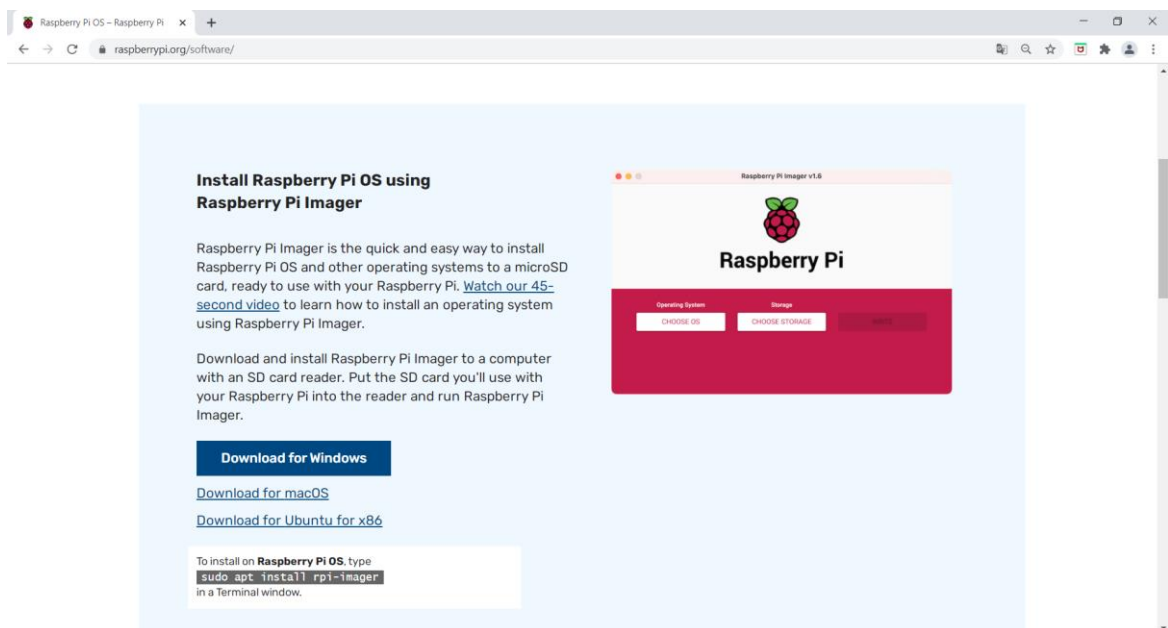 Raspberry Pi OS – Raspberry Pi
raspberrypi.org/software/
Install Raspberry Pi OS using
Raspberry Pi Imager
Raspberry Pi Imager is the quick and easy way to install
Raspberry Pi OS and other operating systems to a microSD
card, ready to use with your Raspberry Pi. Watch our 45-
second video to learn how to install an operating system
using Raspberry Pi Imager.
Download and install Raspberry Pi Imager to a computer
with an SD card reader. Put the SD card you'll use with
your Raspberry Pi into the reader and run Raspberry Pi
Imager.
Download for Windows
Download for macOS
Download for Ubuntu for x86
To install on Raspberry Pi OS, type
sudo apt install rpi-imager
in a Terminal window.
Raspberry Pi Imager v1.6
Raspberry Pi
Operating System Storage
CHOOSE OS CHOOSE STORAGE WRITE